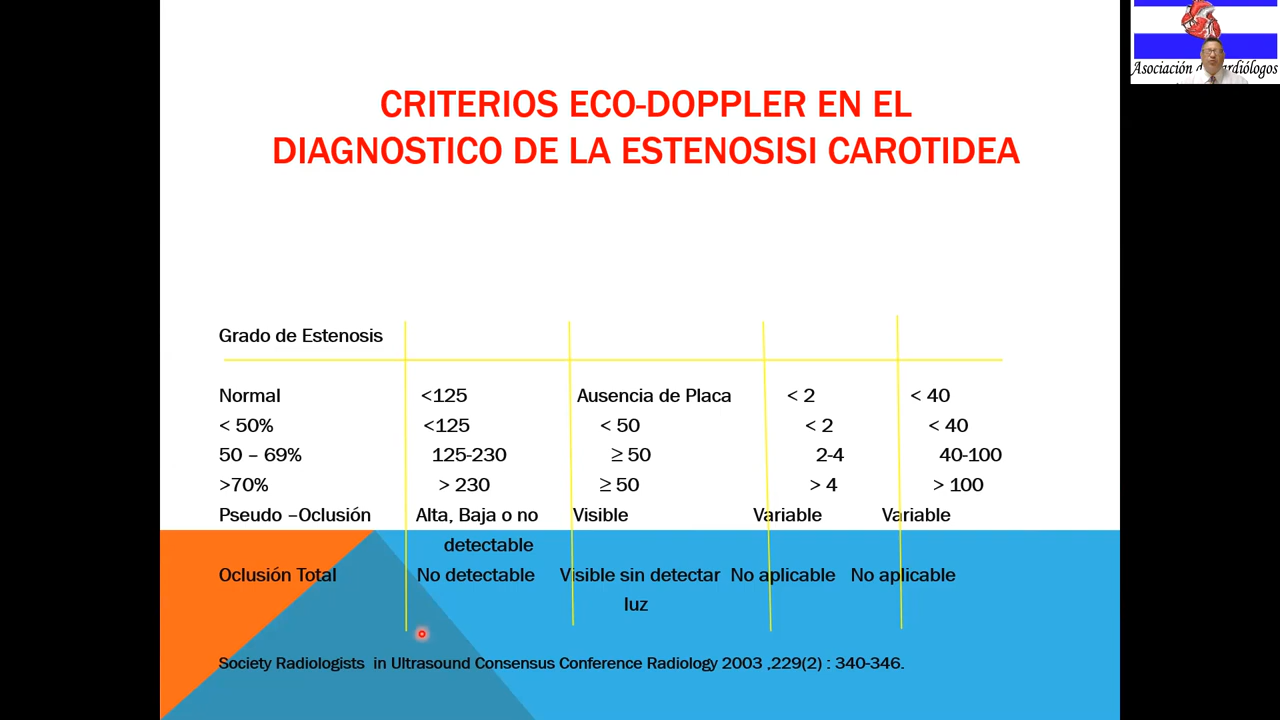 CRITERIOS ECO-DOPPLER EN EL
DIAGNOSTICO DE LA ESTENOSISI CAROTIDEA
Asociación d ardiólogos
Grado de Estenosis
Normal <125 Ausencia de Placa < 2 < 40
< 50% <125 < 50 < 2 < 40
50 – 69% 125-230 ≥ 50 2-4 40-100
>70% > 230 ≥ 50 > 4 > 100
Pseudo –Oclusión Alta, Baja o no Visible Variable Variable
detectable
Oclusión Total No detectable Visible sin detectar No aplicable No aplicable
luz
Society Radiologists in Ultrasound Consensus Conference Radiology 2003 ,229(2) : 340-346.